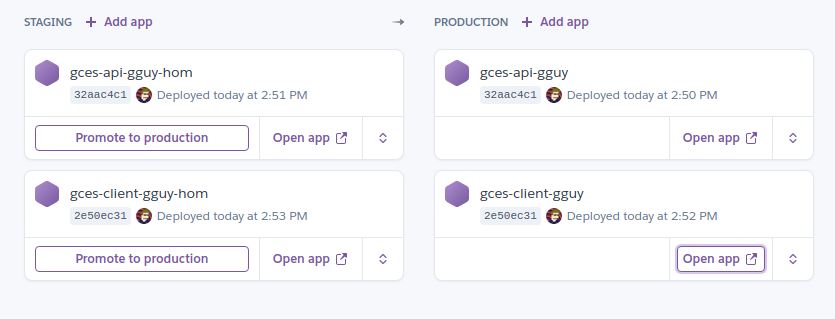 STAGING + Add app
gces-api-gguy-hom
32aac4c1 Deployed today at 2:51 PM
Promote to production Open app
gces-client-gguy-hom
2e50ec31 Deployed today at 2:53 PM
Promote to production Open app
PRODUCTION + Add app
gces-api-gguy
32aac4c1 Deployed today at 2:50 PM
Open app
gces-client-gguy
2e50ec31 Deployed today at 2:52 PM
Open app